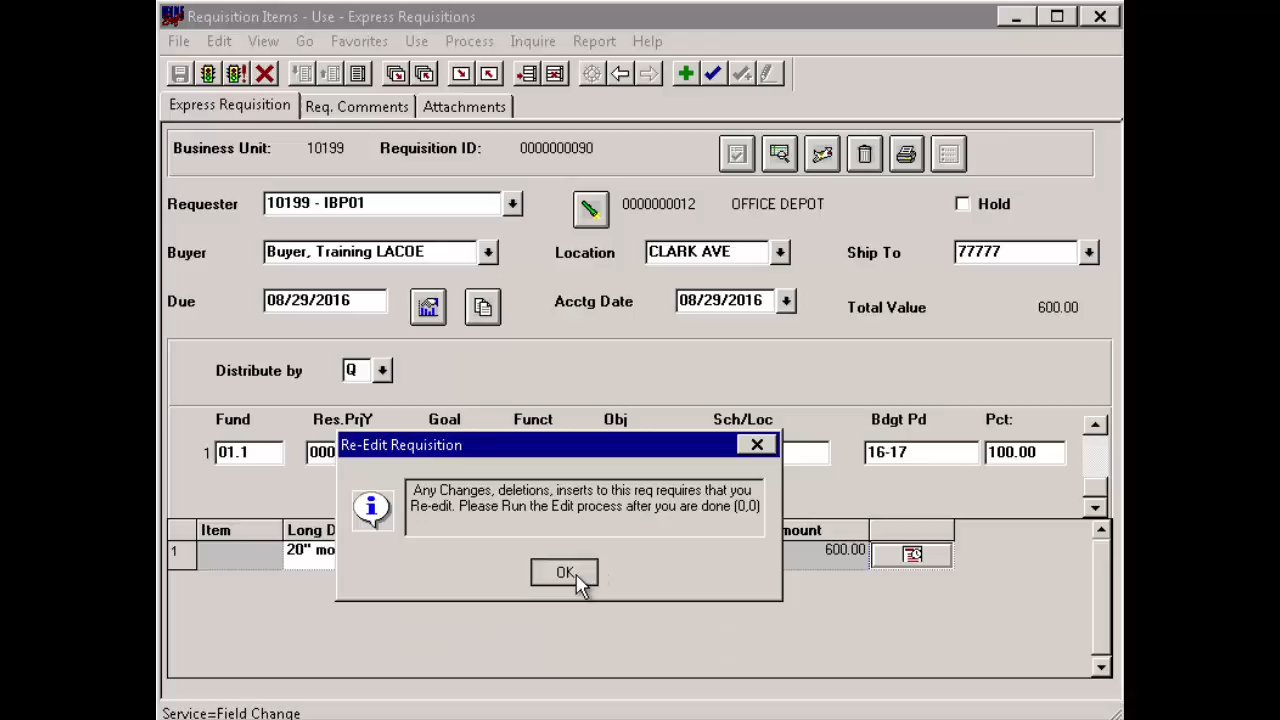 Requisition Items - Use - Express Requisitions
File Edit View Go Favorites Use Process Inquire Report Help
Express Requisition Req. Comments Attachments
Business Unit: 10199 Requisition ID: 0000000090
Requester 10199 - IBP01 0000000012 OFFICE DEPOT Hold
Buyer Buyer, Training LACOE Location CLARK AVE Ship To 77777
Due 08/29/2016 Acctg Date 08/29/2016 Total Value 600.00
Distribute by Q
Fund Res.PrjY Goal Funct Obj Sch/Loc Bdgt Pd Pct:
1 01.1 000 16-17 100.00
Re-Edit Requisition
Any Changes, deletions, inserts to this req requires that you
Re-edit. Please Run the Edit process after you are done (0,0)
OK
Item Long D mount
1 20" mo 600.00
Service=Field Change